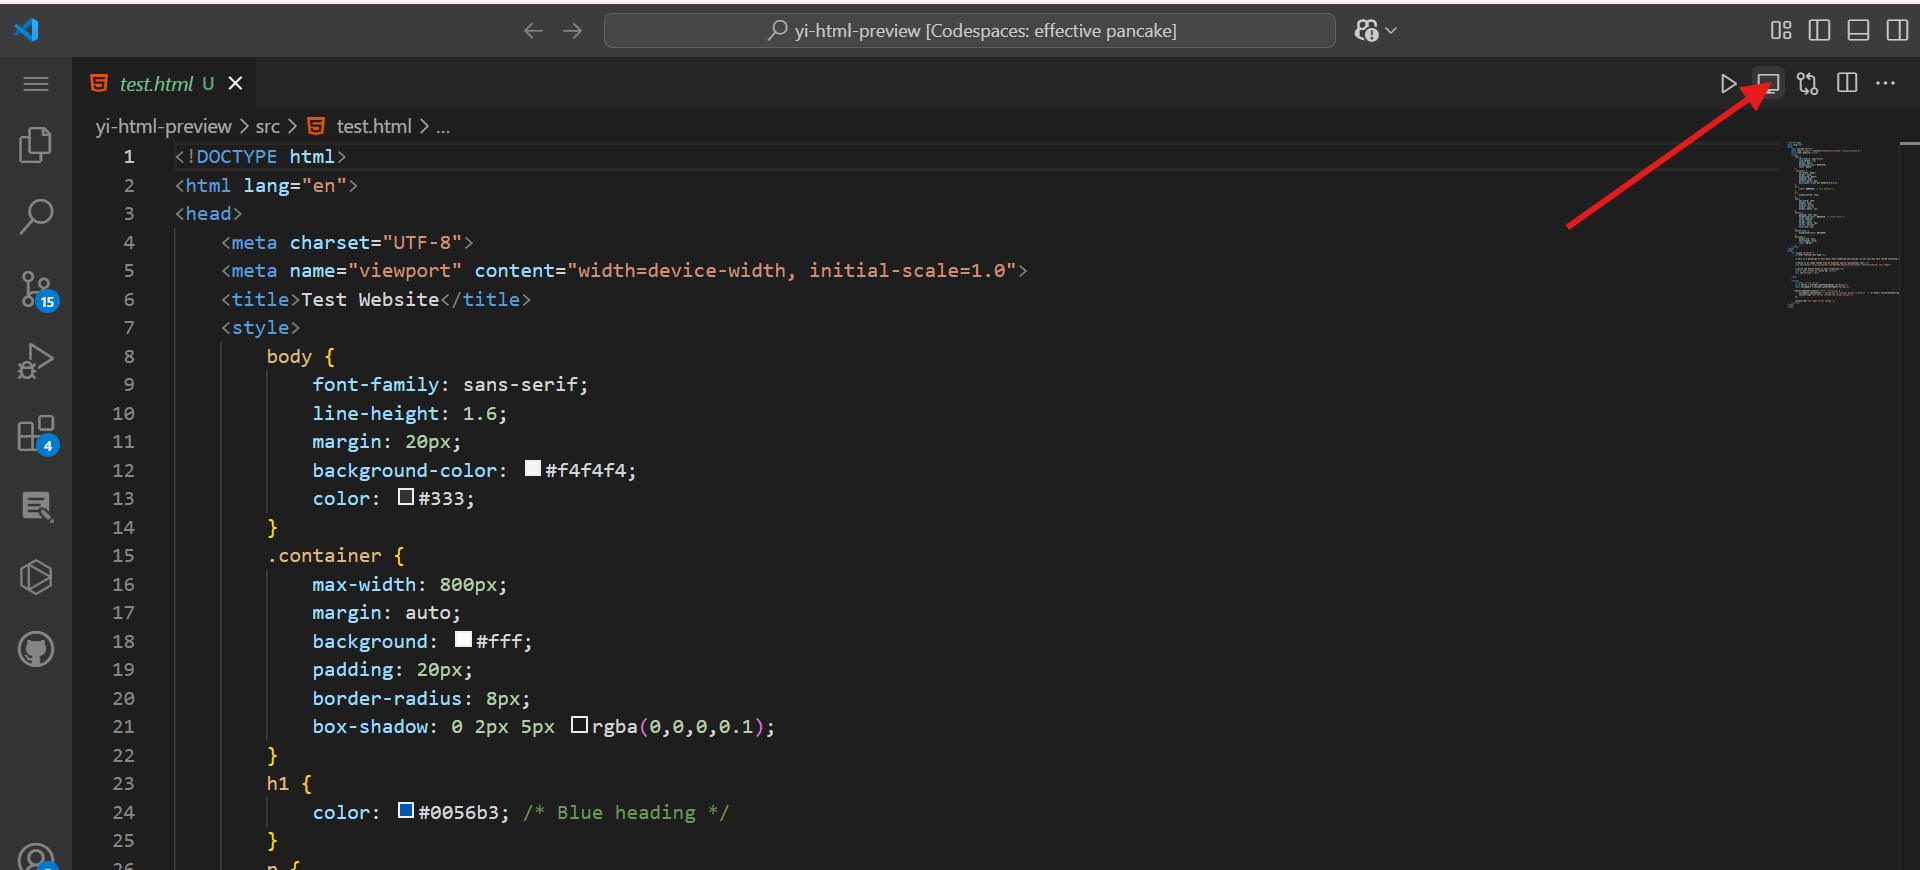 yi-html-preview [Codespaces: effective pancake]
test.html U
yi-html-preview > src > test.html > ...
15
4
1 <!DOCTYPE html>
2 <html lang="en">
3 <head>
4 <meta charset="UTF-8">
5 <meta name="viewport" content="width=device-width, initial-scale=1.0">
6 <title>Test Website</title>
7 <style>
8 body {
9 font-family: sans-serif;
10 line-height: 1.6;
11 margin: 20px;
12 background-color: #f4f4f4;
13 color: #333;
14 }
15 .container {
16 max-width: 800px;
17 margin: auto;
18 background: #fff;
19 padding: 20px;
20 border-radius: 8px;
21 box-shadow: 0 2px 5px rgba(0,0,0,0.1);
22 }
23 h1 {
24 color: #0056b3; /* Blue heading */
25 }
26 p {